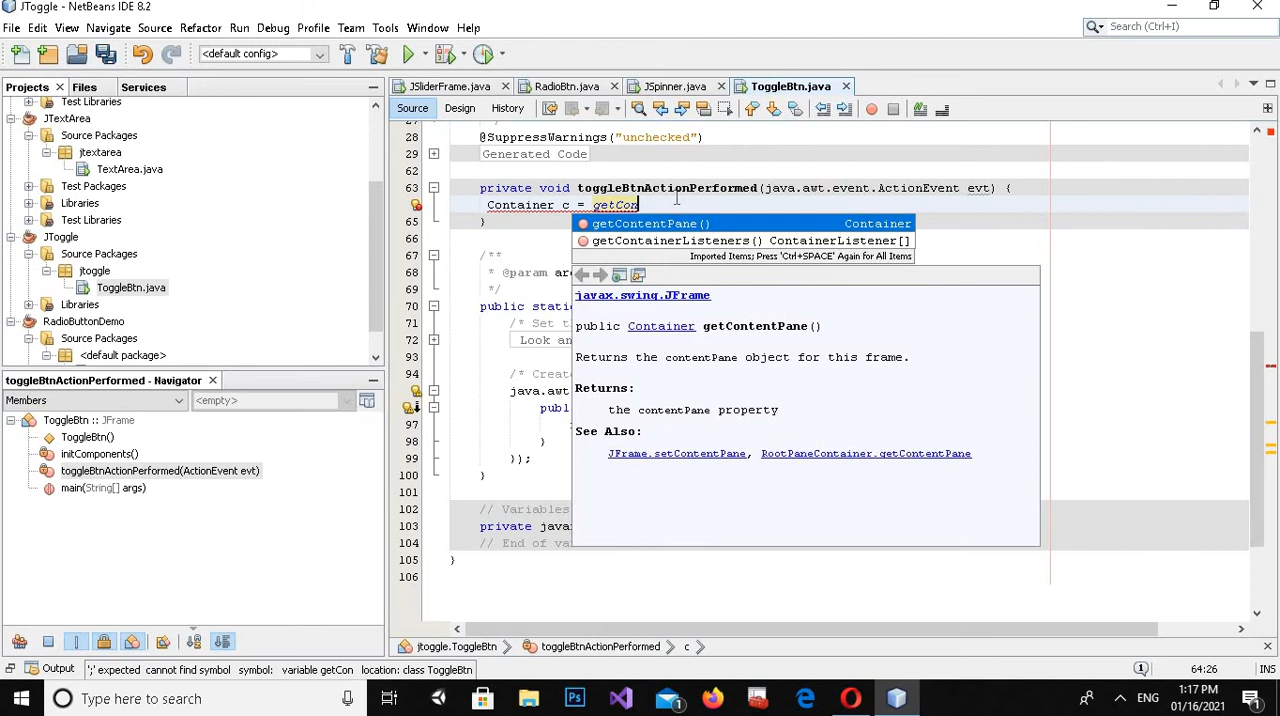 JToggle - NetBeans IDE 8.2
File Edit View Navigate Source Refactor Run Debug Profile Team Tools Window Help
Search (Ctrl+I)
<default config>
Projects Files Services
JSliderFrame.java RadioBtn.java JSpinner.java ToggleBtn.java
Source Design History
Test Libraries
JTextArea
Source Packages
jtextarea
TextArea.java
Test Packages
Libraries
Test Libraries
JToggle
Source Packages
jtoggle
ToggleBtn.java
Libraries
RadioButtonDemo
Source Packages
<default package>
27 */
28 @SuppressWarnings("unchecked")
29 Generated Code
62
63 private void toggleBtnActionPerformed(java.awt.event.ActionEvent evt) {
Container c = getCon
65 }
66
67 /**
68 * @param ar
69 */
70 public stati
71 /* Set th
72 Look an
93
94 /* Create
java.awt
publ
97
98 }
99 });
100 }
101
102 // Variables
103 private javax
104 // End of va
105 }
106
getContentPane() Container
getContainerListeners() ContainerListener[]
Imported Items; Press 'Ctrl+SPACE' Again for All Items
javax.swing.JFrame
public Container getContentPane()
Returns the contentPane object for this frame.
Returns:
the contentPane property
See Also:
JFrame.setContentPane, RootPaneContainer.getContentPane
toggleBtnActionPerformed - Navigator
Members <empty>
ToggleBtn :: JFrame
ToggleBtn()
initComponents()
toggleBtnActionPerformed(ActionEvent evt)
main(String[] args)
jtoggle.ToggleBtn toggleBtnActionPerformed c
Output ';' expected cannot find symbol symbol: variable getCon location: class ToggleBtn
1 64:26 INS
Type here to search
Ps
1
ENG
1:17 PM
01/16/2021
1